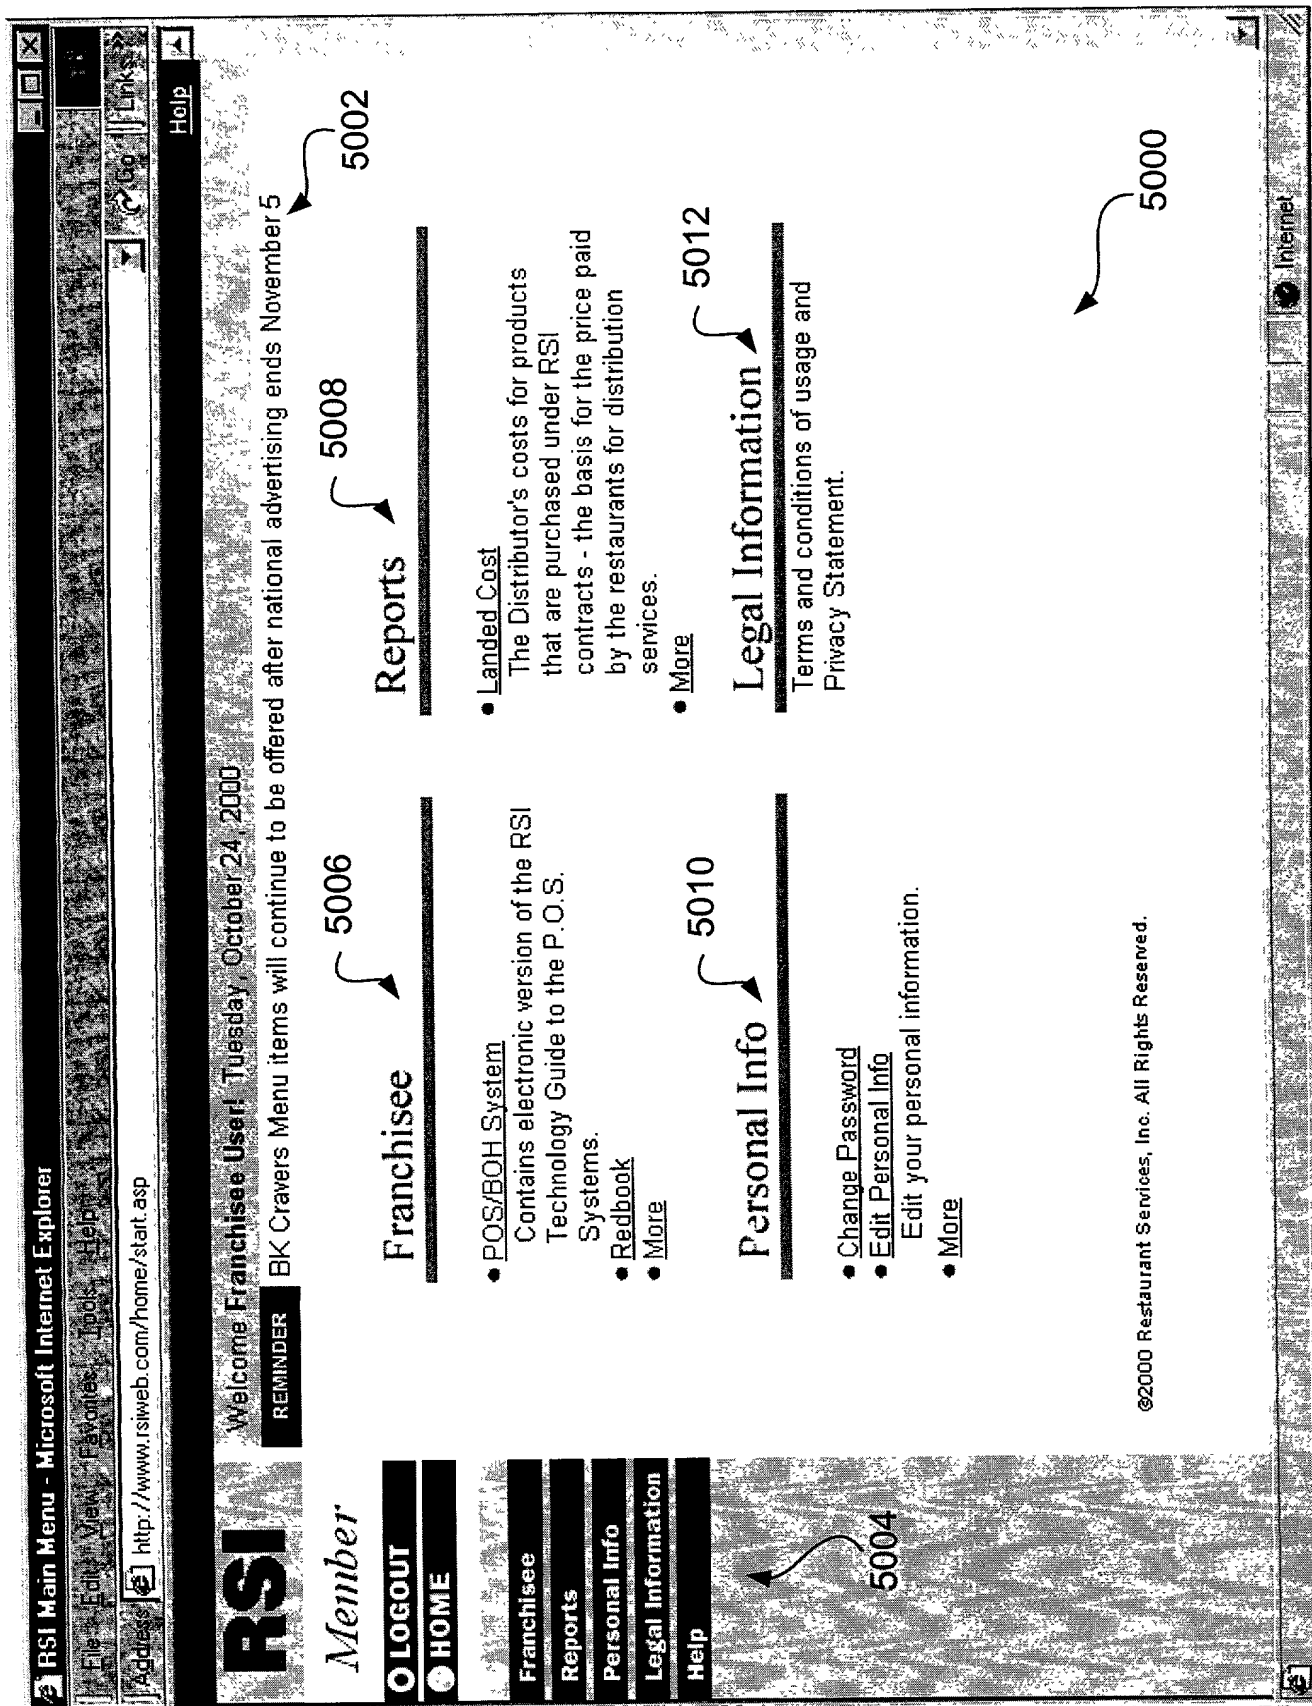 RSI Main Menu - Microsoft Internet Explorer
File Edit View Favorites Tools Help
Address http://www.rsiweb.com/home/start.asp Go Links »
Help
RSI
Welcome Franchisee User! Tuesday, October 24, 2000
REMINDER BK Cravers Menu items will continue to be offered after national advertising ends November 5
5002
Member
LOGOUT
HOME
Franchisee
Reports
Personal Info
Legal Information
Help
5004
Franchisee
5006
• POS/BOH System
Contains electronic version of the RSI
Technology Guide to the P.O.S.
Systems.
• Redbook
• More
Reports
5008
• Landed Cost
The Distributor's costs for products
that are purchased under RSI
contracts - the basis for the price paid
by the restaurants for distribution
services.
• More
Personal Info
5010
• Change Password
• Edit Personal Info
Edit your personal information.
• More
Legal Information
5012
Terms and conditions of usage and
Privacy Statement.
5000
©2000 Restaurant Services, Inc. All Rights Reserved.
Internet